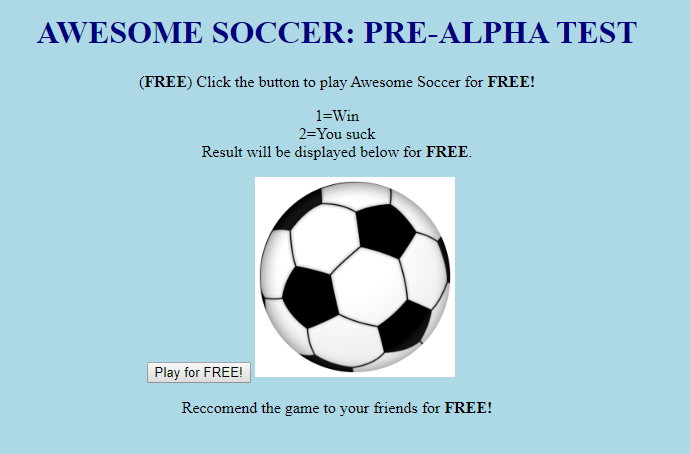 AWESOME SOCCER: PRE-ALPHA TEST
(FREE) Click the button to play Awesome Soccer for FREE!
1=Win
2=You suck
Result will be displayed below for FREE.
Play for FREE!
Reccomend the game to your friends for FREE!